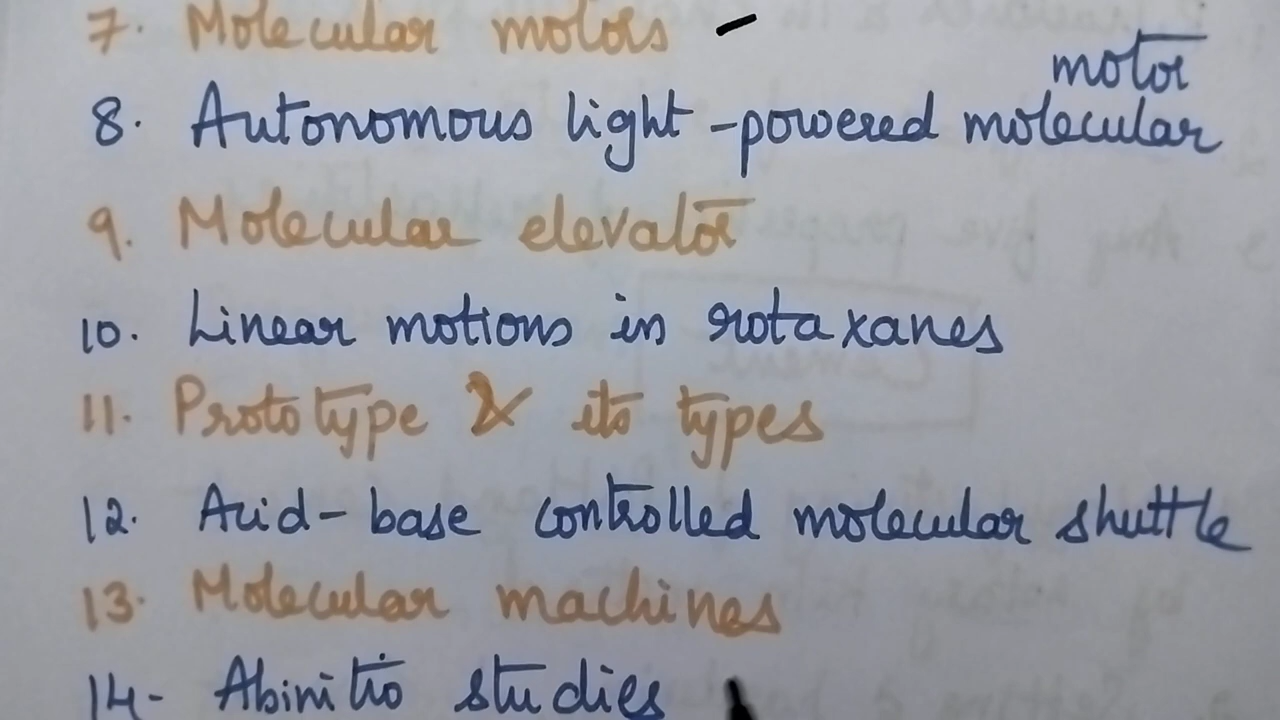 7. Molecular motors -
motor
8. Autonomous light-powered molecular
9. Molecular elevator
10. Linear motions in rotaxanes
11. Prototype & its types
12. Acid-base controlled molecular shuttle
13. Molecular machines
14- Abinitio studies